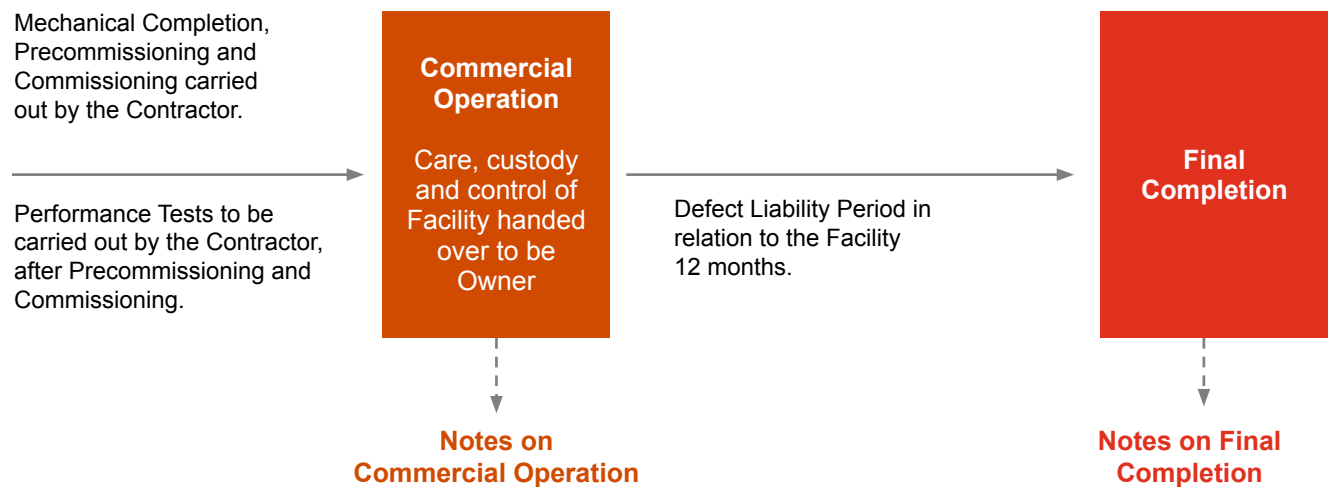 Mechanical Completion,
Precommissioning and
Commissioning carried
out by the Contractor.
Performance Tests to be
carried out by the Contractor,
after Precommissioning and
Commissioning.
Commercial
Operation
Care, custody
and control of
Facility handed
over to be
Owner
Notes on
Commercial Operation
Defect Liability Period in
relation to the Facility
12 months.
Final
Completion
Notes on Final
Completion